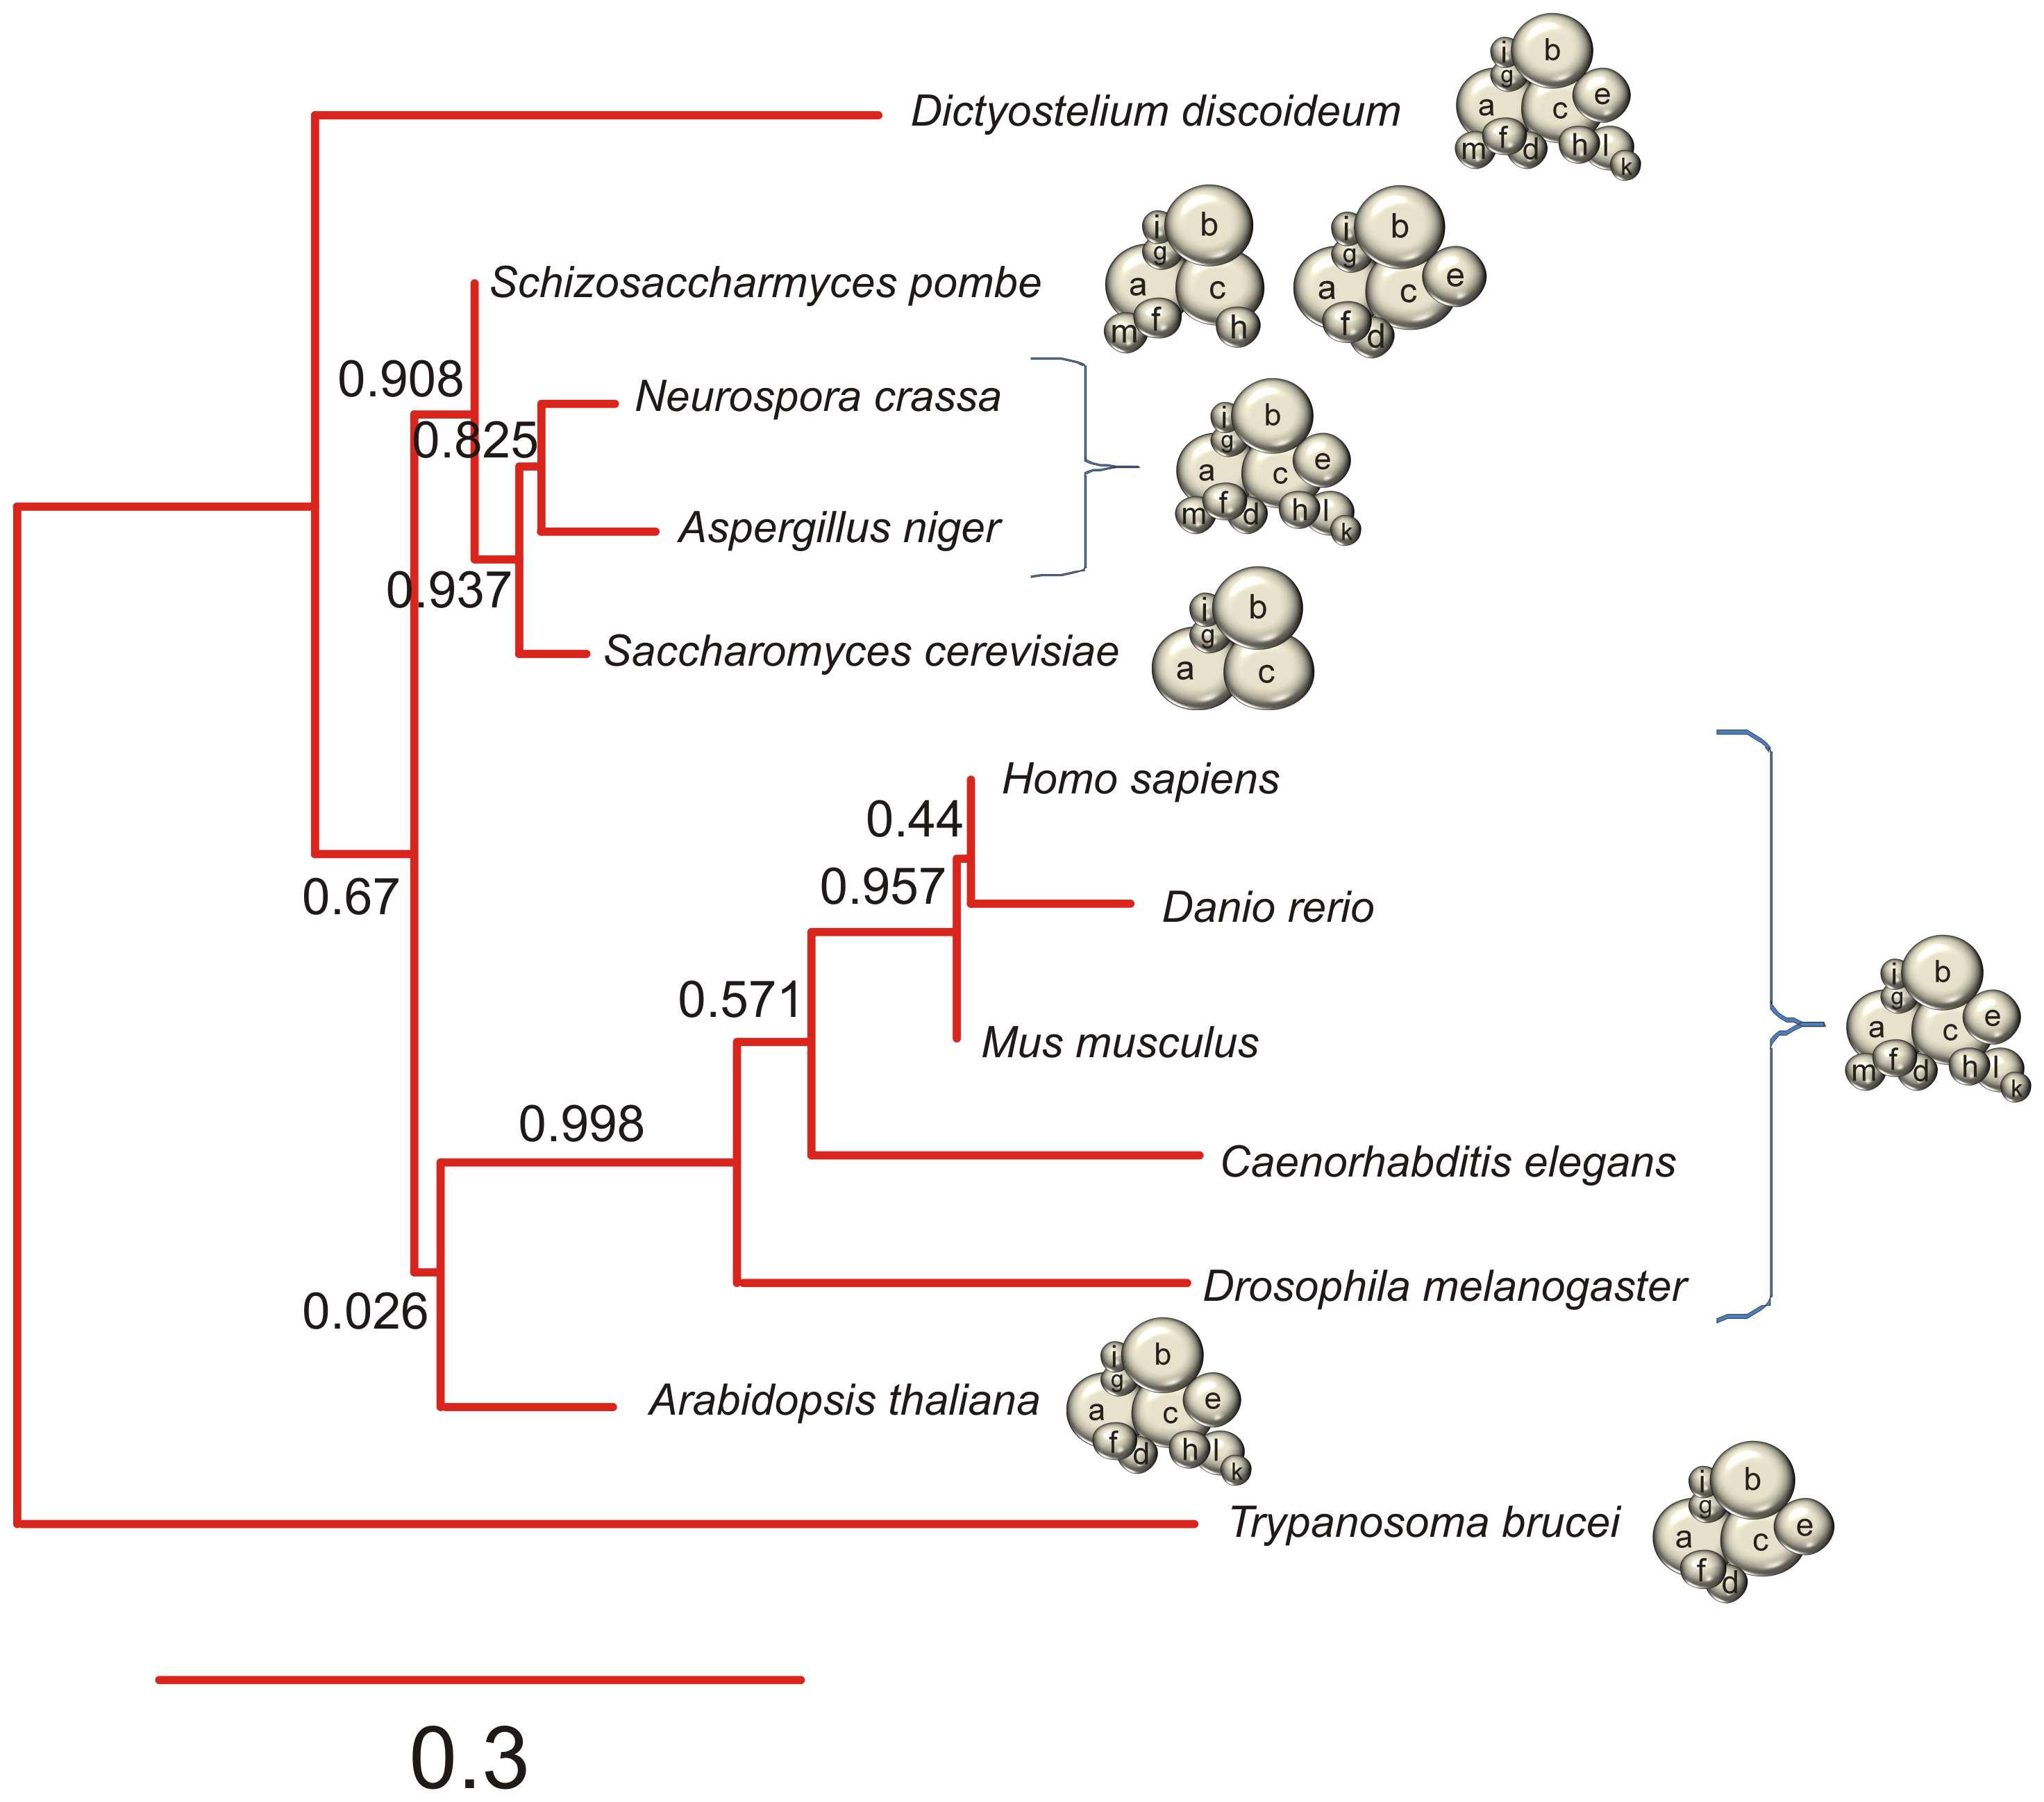 Dictyostelium discoideum
i
b
g
a
c
e
m
f
d
h
l
k
Schizosaccharmyces pombe
i
b
g
a
c
m
f
h
i
b
g
a
c
e
f
d
0.908
0.825
Neurospora crassa
Aspergillus niger
i
b
g
a
c
e
m
f
d
h
l
k
0.937
Saccharomyces cerevisiae
i
b
g
a
c
Homo sapiens
0.44
0.957
Danio rerio
0.67
0.571
Mus musculus
i
b
g
a
c
e
m
f
d
h
l
k
0.998
Caenorhabditis elegans
Drosophila melanogaster
0.026
Arabidopsis thaliana
i
b
g
a
c
e
f
d
h
l
k
Trypanosoma brucei
i
b
g
a
c
e
f
d
0.3